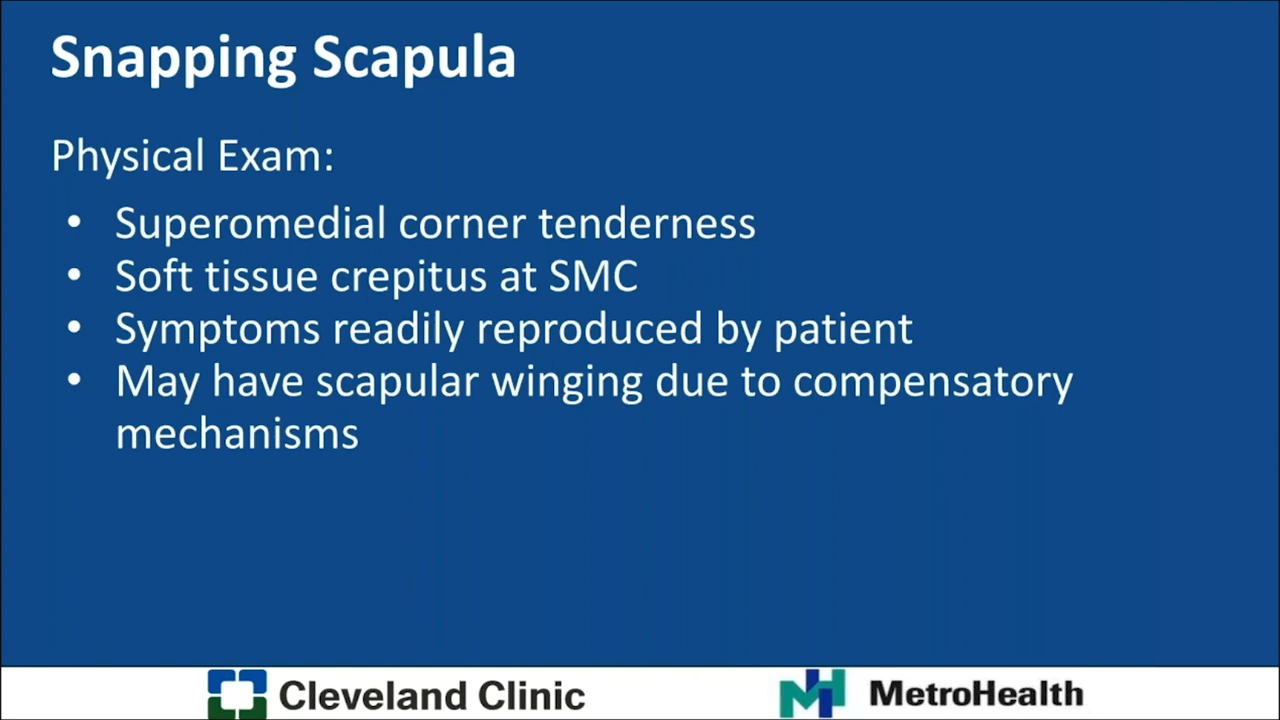 Snapping Scapula
Physical Exam:
• Superomedial corner tenderness
• Soft tissue crepitus at SMC
• Symptoms readily reproduced by patient
• May have scapular winging due to compensatory
mechanisms
Cleveland Clinic
MetroHealth